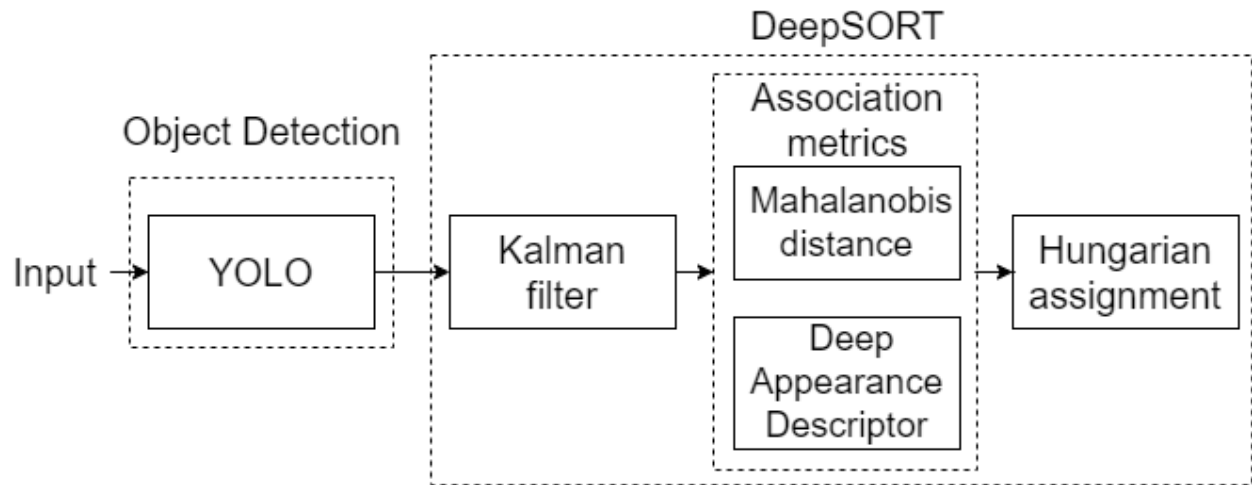 DeepSORT
Object Detection
Association
metrics
Input
YOLO
Kalman
filter
Mahalanobis
distance
Deep
Appearance
Descriptor
Hungarian
assignment